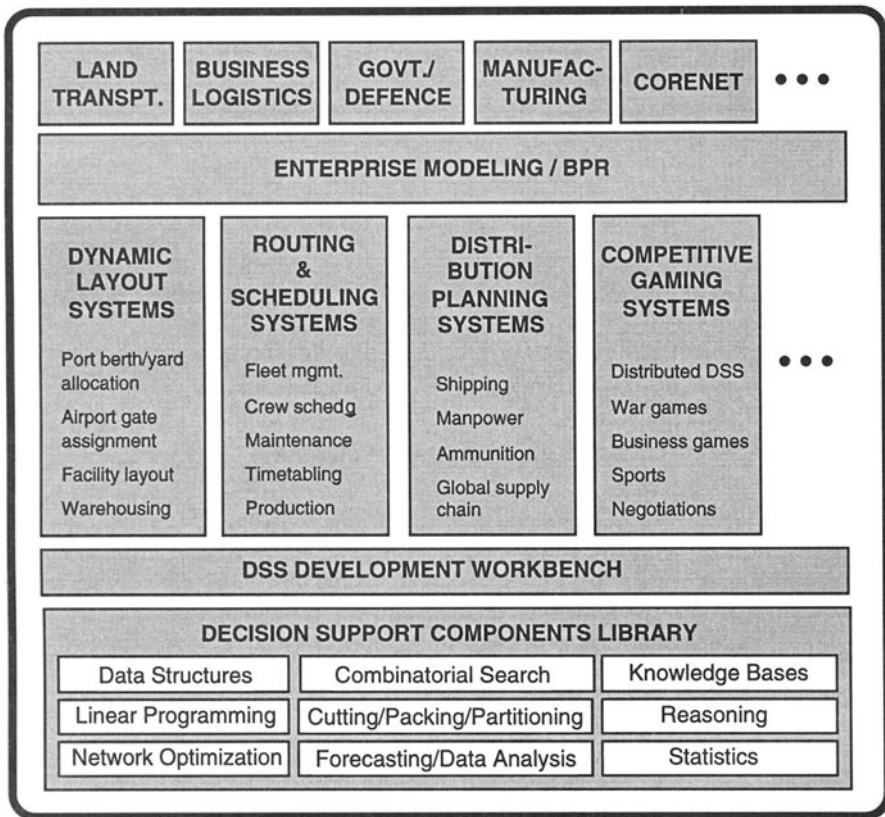 LAND
TRANSPT.
BUSINESS
LOGISTICS
GOVT./
DEFENCE
MANUFAC-
TURING
CORENET
•••
ENTERPRISE MODELING / BPR
DYNAMIC
LAYOUT
SYSTEMS
Port berth/yard
allocation
Airport gate
assignment
Facility layout
Warehousing
ROUTING
&
SCHEDULING
SYSTEMS
Fleet mgmt.
Crew schedg
Maintenance
Timetabling
Production
DISTRI-
BUTION
PLANNING
SYSTEMS
Shipping
Manpower
Ammunition
Global supply
chain
COMPETITIVE
GAMING
SYSTEMS
Distributed DSS
War games
Business games
Sports
Negotiations
•••
DSS DEVELOPMENT WORKBENCH
DECISION SUPPORT COMPONENTS LIBRARY
Data Structures
Combinatorial Search
Knowledge Bases
Linear Programming
Cutting/Packing/Partitioning
Reasoning
Network Optimization
Forecasting/Data Analysis
Statistics